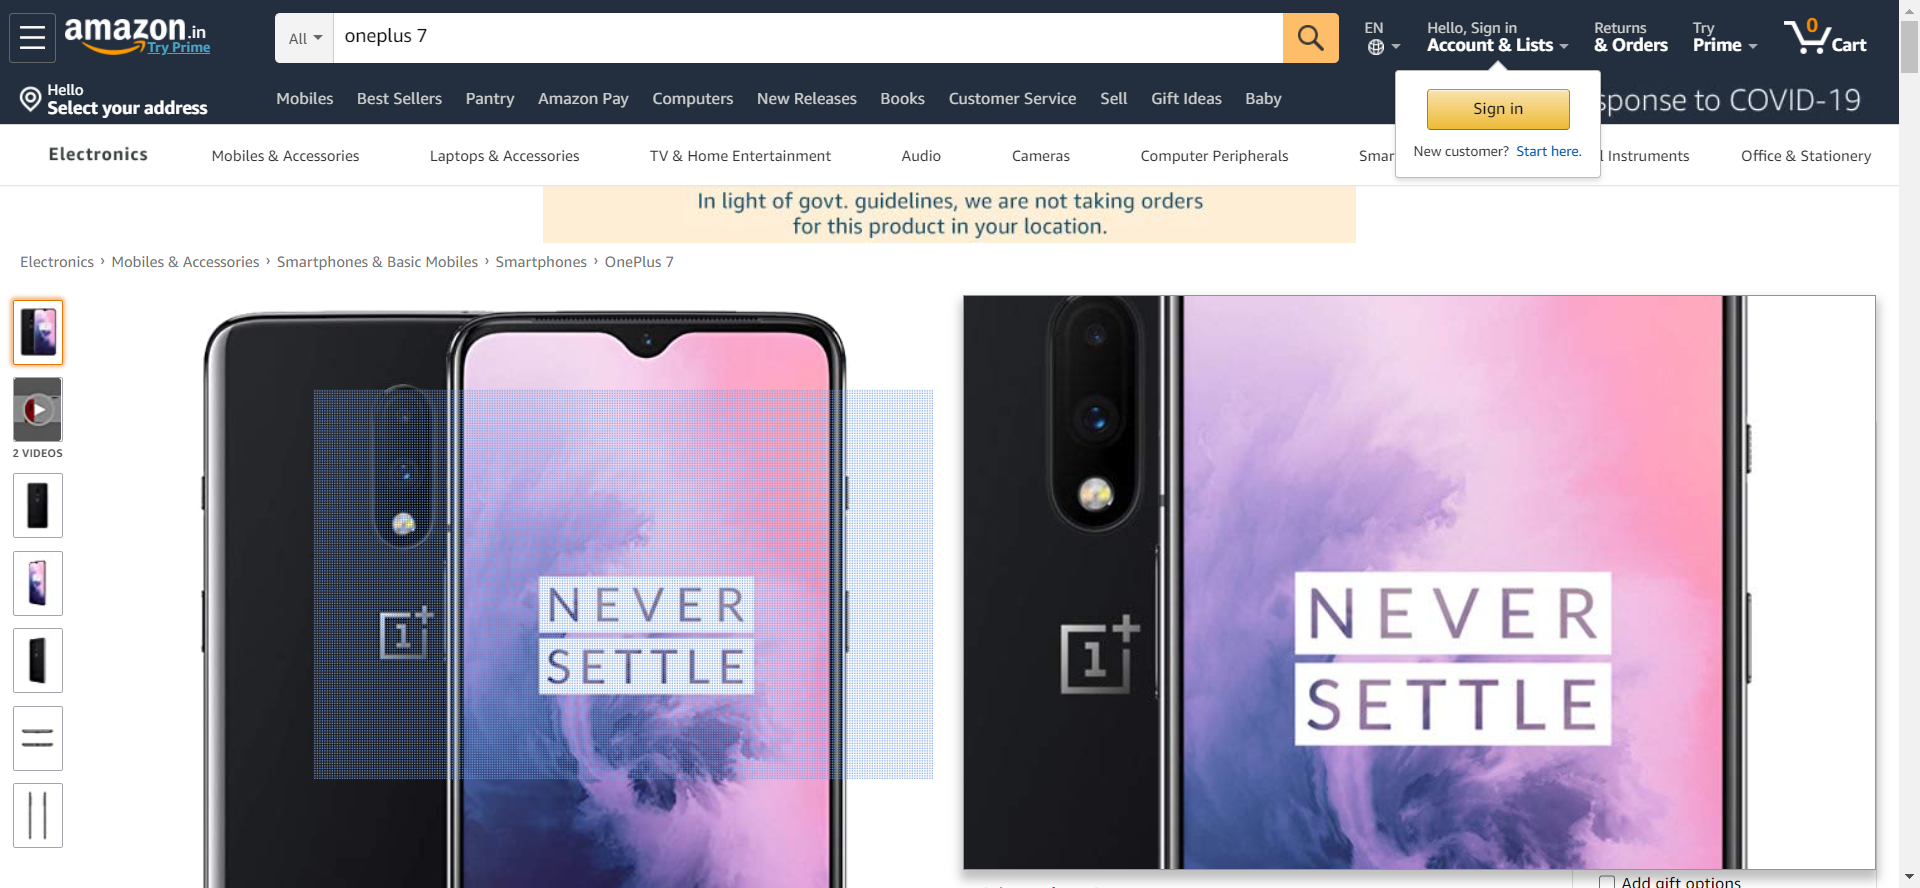 amazon.in
Try Prime
All
oneplus 7
EN
Hello, Sign in
Account & Lists
Returns
& Orders
Try
Prime
0
Cart
Hello
Select your address
Mobiles
Best Sellers
Pantry
Amazon Pay
Computers
New Releases
Books
Customer Service
Sell
Gift Ideas
Baby
sponse to COVID-19
Sign in
New customer? Start here.
Electronics
Mobiles & Accessories
Laptops & Accessories
TV & Home Entertainment
Audio
Cameras
Computer Peripherals
Smar
l Instruments
Office & Stationery
In light of govt. guidelines, we are not taking orders
for this product in your location.
Electronics › Mobiles & Accessories › Smartphones & Basic Mobiles › Smartphones › OnePlus 7
2 VIDEOS
NEVER
SETTLE
1+
NEVER
SETTLE
1+
Add gift options